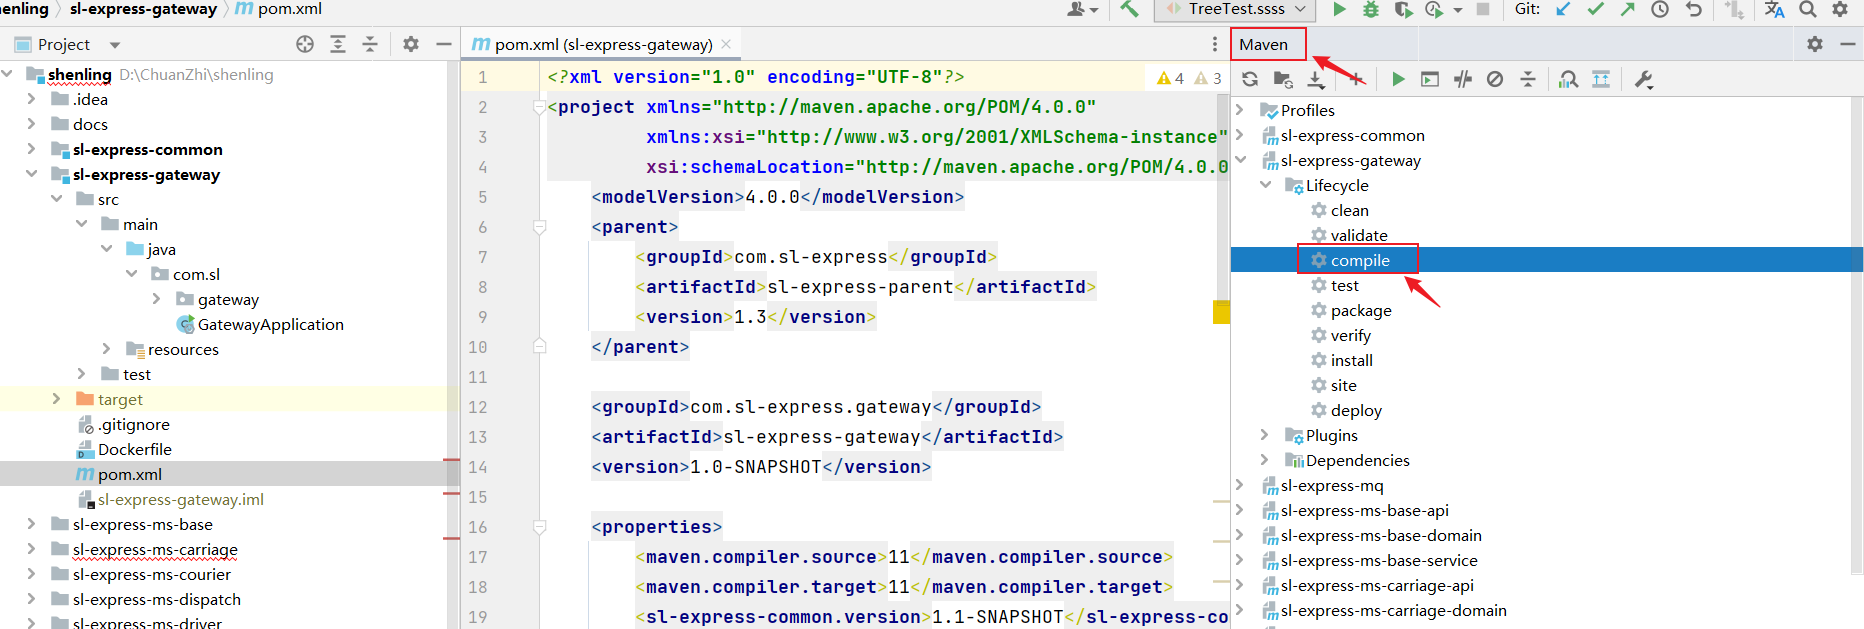 enling sl-express-gateway pom.xml
TreeTest.ssss
Git:
Project
shenling D:\ChuanZhi\shenling
.idea
docs
sl-express-common
sl-express-gateway
src
main
java
com.sl
gateway
GatewayApplication
resources
test
target
.gitignore
Dockerfile
pom.xml
sl-express-gateway.iml
sl-express-ms-base
sl-express-ms-carriage
sl-express-ms-courier
sl-express-ms-dispatch
sl-express-ms-driver
pom.xml (sl-express-gateway)
4 3
1 <?xml version="1.0" encoding="UTF-8"?>
2 <project xmlns="http://maven.apache.org/POM/4.0.0"
3 xmlns:xsi="http://www.w3.org/2001/XMLSchema-instance"
4 xsi:schemaLocation="http://maven.apache.org/POM/4.0.0
5 <modelVersion>4.0.0</modelVersion>
6 <parent>
7 <groupId>com.sl-express</groupId>
8 <artifactId>sl-express-parent</artifactId>
9 <version>1.3</version>
10 </parent>
11
12 <groupId>com.sl-express.gateway</groupId>
13 <artifactId>sl-express-gateway</artifactId>
14 <version>1.0-SNAPSHOT</version>
15
16 <properties>
17 <maven.compiler.source>11</maven.compiler.source>
18 <maven.compiler.target>11</maven.compiler.target>
19 <sl-express-common.version>1.1-SNAPSHOT</sl-express-co
Maven
Profiles
sl-express-common
sl-express-gateway
Lifecycle
clean
validate
compile
test
package
verify
install
site
deploy
Plugins
Dependencies
sl-express-mq
sl-express-ms-base-api
sl-express-ms-base-domain
sl-express-ms-base-service
sl-express-ms-carriage-api
sl-express-ms-carriage-domain